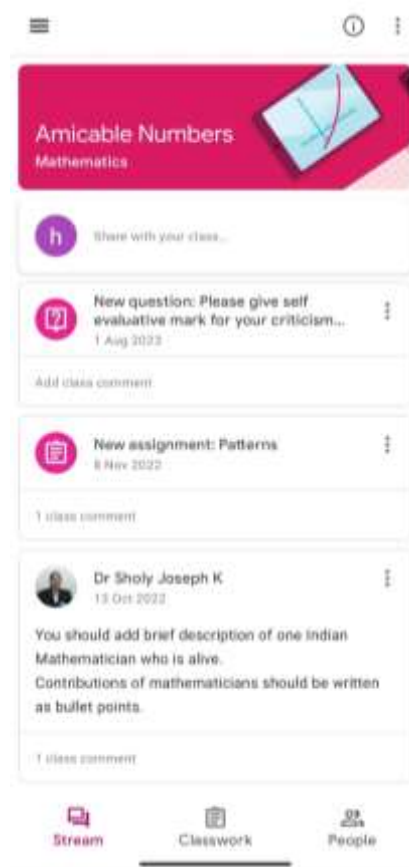 Amicable Numbers
Mathematics
h
Share with your class...
New question: Please give self
evaluative mark for your criticism...
1 Aug 2023
Add class comment
New assignment: Patterns
8 Nov 2022
1 class comment
Dr Sholy Joseph K
13 Oct 2022
You should add brief description of one Indian
Mathematician who is alive.
Contributions of mathematicians should be written
as bullet points.
1 class comment
Stream
Classwork
People